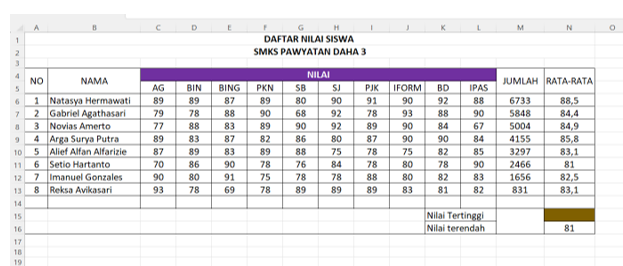 A B C D E F G H I J K L M N O
1 DAFTAR NILAI SISWA
2 SMKS PAWYATAN DAHA 3
3
4 NO NAMA NILAI JUMLAH RATA-RATA
5 AG BIN BING PKN SB SJ PJK IFORM BD IPAS
6 1 Natasya Hermawati 89 89 87 89 80 90 91 90 92 88 6733 88,5
7 2 Gabriel Agathasari 79 78 88 90 68 92 78 93 88 90 5848 84,4
8 3 Novias Amerto 77 88 83 89 90 92 89 90 84 67 5004 84,9
9 4 Arga Surya Putra 89 83 87 82 86 80 87 90 90 84 4155 85,8
10 5 Alief Alfan Alfarizie 87 89 83 89 88 75 78 75 82 85 3297 83,1
11 6 Setio Hartanto 70 86 90 78 76 84 78 80 78 90 2466 81
12 7 Imanuel Gonzales 90 80 91 75 78 78 88 80 82 83 1656 82,5
13 8 Reksa Avikasari 93 78 69 78 89 89 89 83 81 82 831 83,1
14
15 Nilai Tertinggi
16 Nilai terendah 81
17
18
19